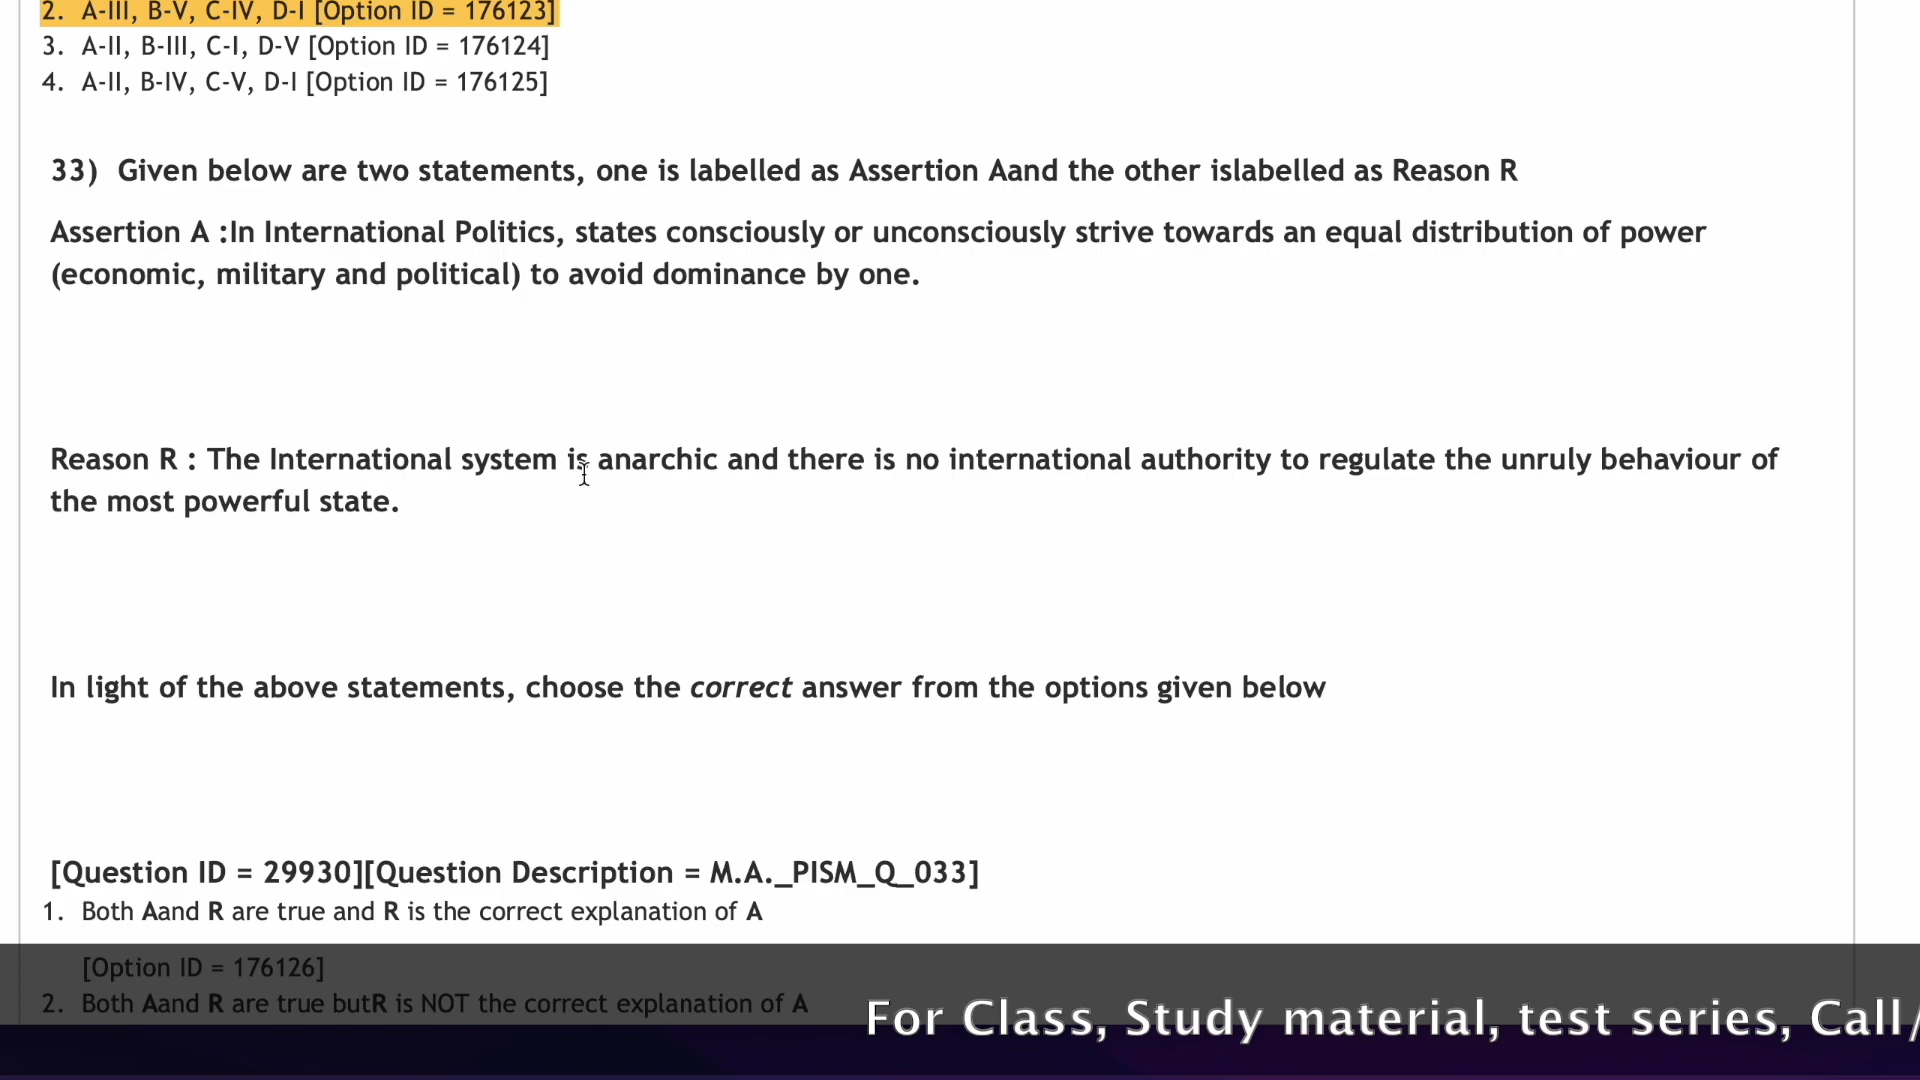 2. A-III, B-V, C-IV, D-I [Option ID = 176123]
3. A-II, B-III, C-I, D-V [Option ID = 176124]
4. A-II, B-IV, C-V, D-I [Option ID = 176125]
33) Given below are two statements, one is labelled as Assertion Aand the other islabelled as Reason R
Assertion A :In International Politics, states consciously or unconsciously strive towards an equal distribution of power
(economic, military and political) to avoid dominance by one.
Reason R : The International system is anarchic and there is no international authority to regulate the unruly behaviour of
the most powerful state.
In light of the above statements, choose the correct answer from the options given below
[Question ID = 29930][Question Description = M.A._PISM_Q_033]
1. Both Aand R are true and R is the correct explanation of A
[Option ID = 176126]
2. Both Aand R are true butR is NOT the correct explanation of A
For Class, Study material, test series, Call/